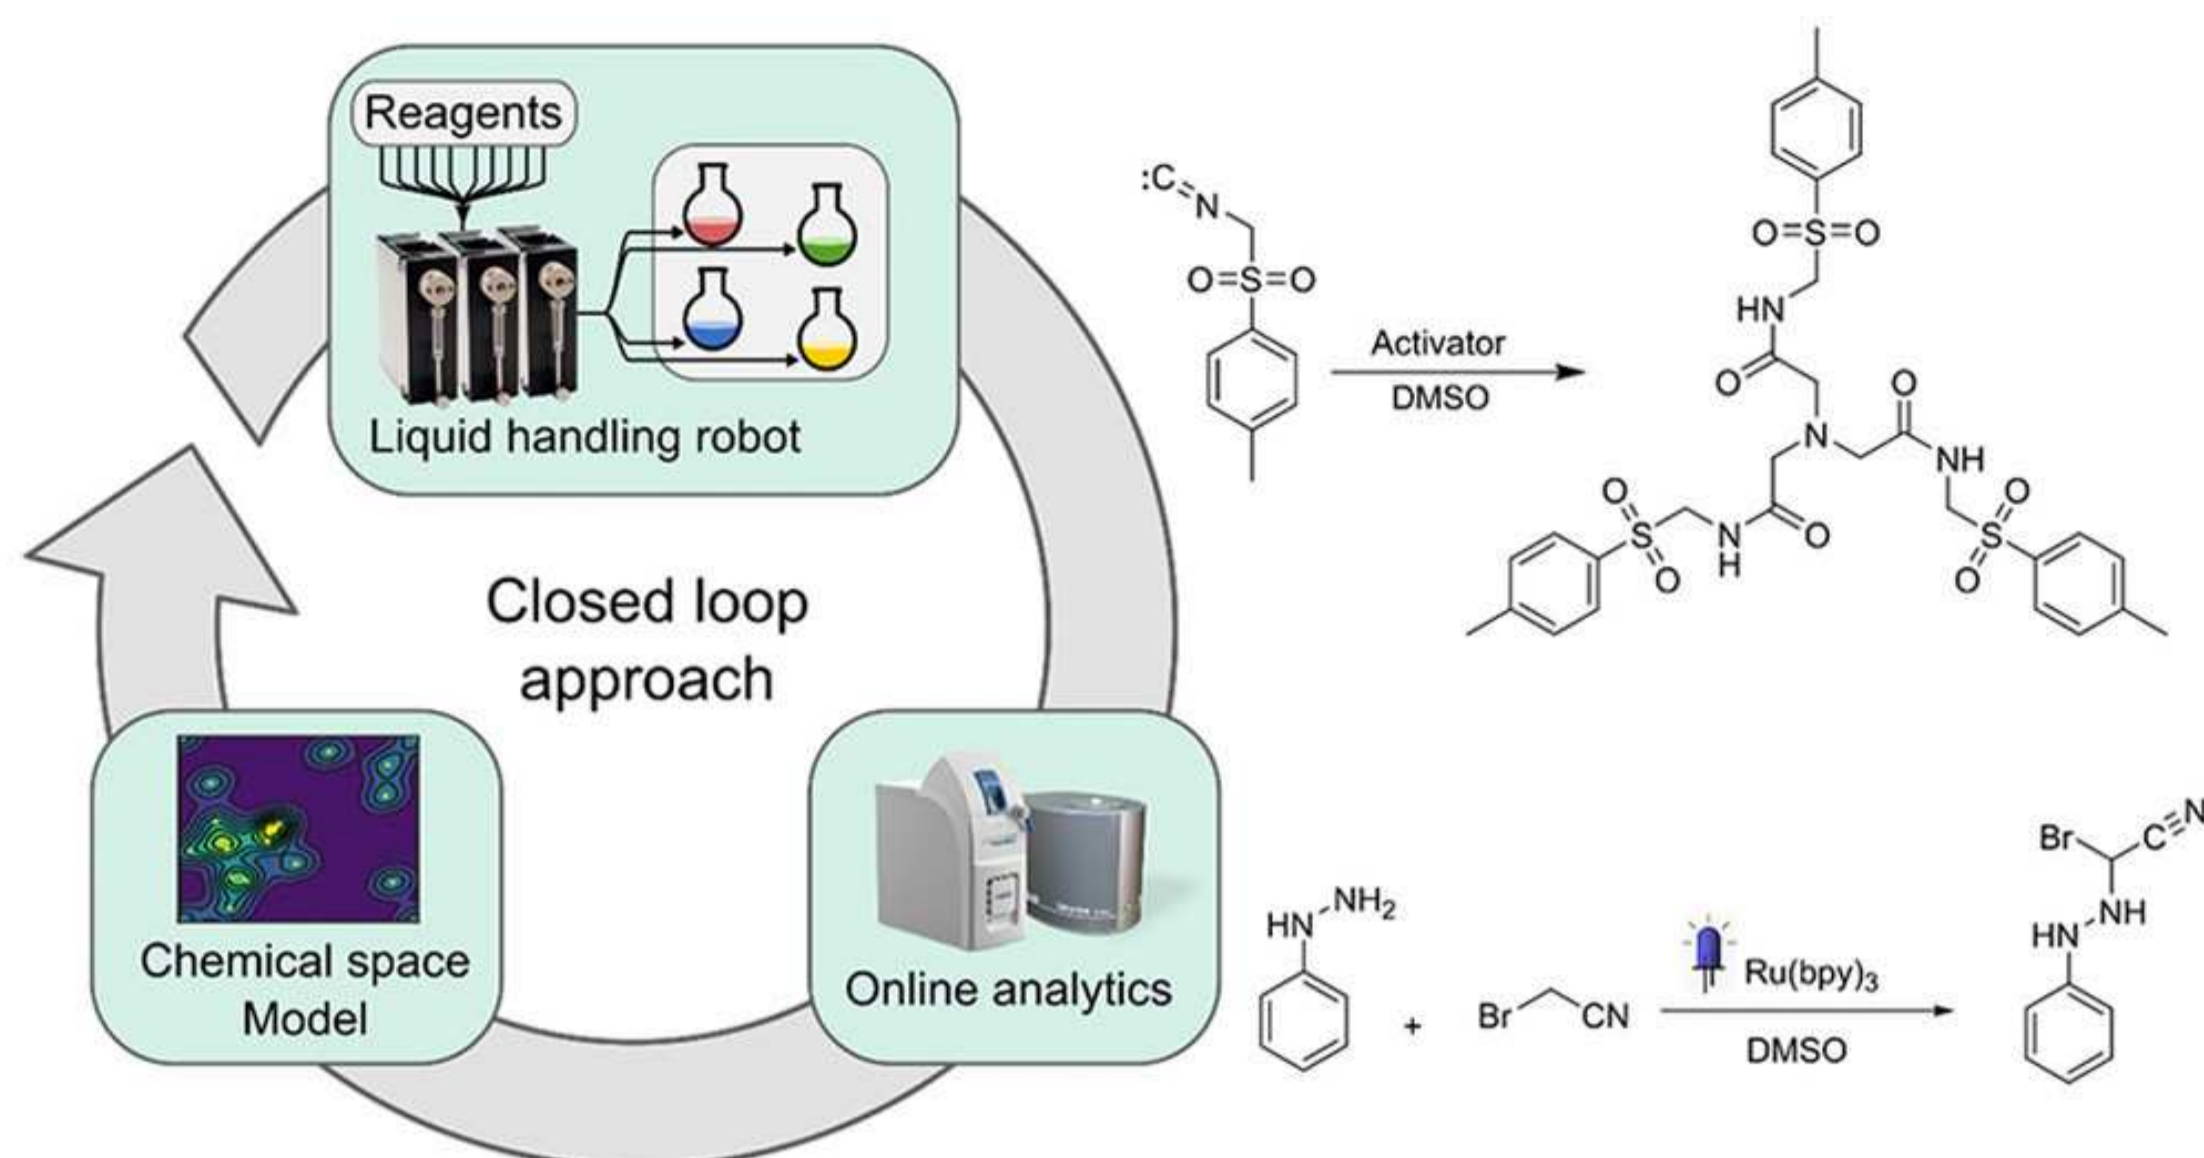 Reagents
Liquid handling robot
Closed loop
approach
Chemical space
Model
Online analytics
:C
N
O=S=O
Activator
DMSO
O=S=O
HN
O
O
N
NH
O
O
S
N
H
O
O
S
O
O
HN
NH2
+
Br
CN
Ru(bpy)3
DMSO
Br
C
N
NH
HN